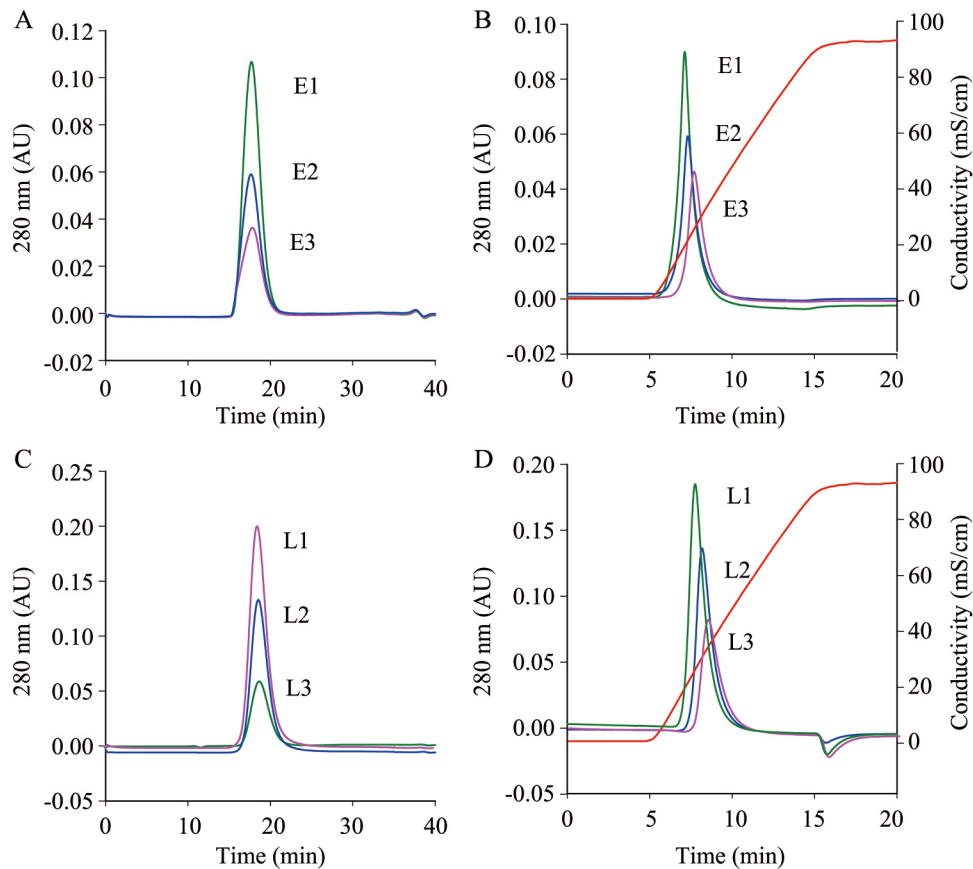 A
0.12
0.10
0.08
0.06
0.04
0.02
0.00
-0.02
280 nm (AU)
E1
E2
E3
0
10
20
30
40
Time (min)
B
0.10
0.08
0.06
0.04
0.02
0.00
-0.02
280 nm (AU)
E1
E2
E3
100
80
60
40
20
0
Conductivity (mS/cm)
0
5
10
15
20
Time (min)
C
0.25
0.20
0.15
0.10
0.05
0.00
-0.05
280 nm (AU)
L1
L2
L3
0
10
20
30
40
Time (min)
D
0.20
0.15
0.10
0.05
0.00
-0.05
280 nm (AU)
L1
L2
L3
100
80
60
40
20
0
Conductivity (mS/cm)
0
5
10
15
20
Time (min)